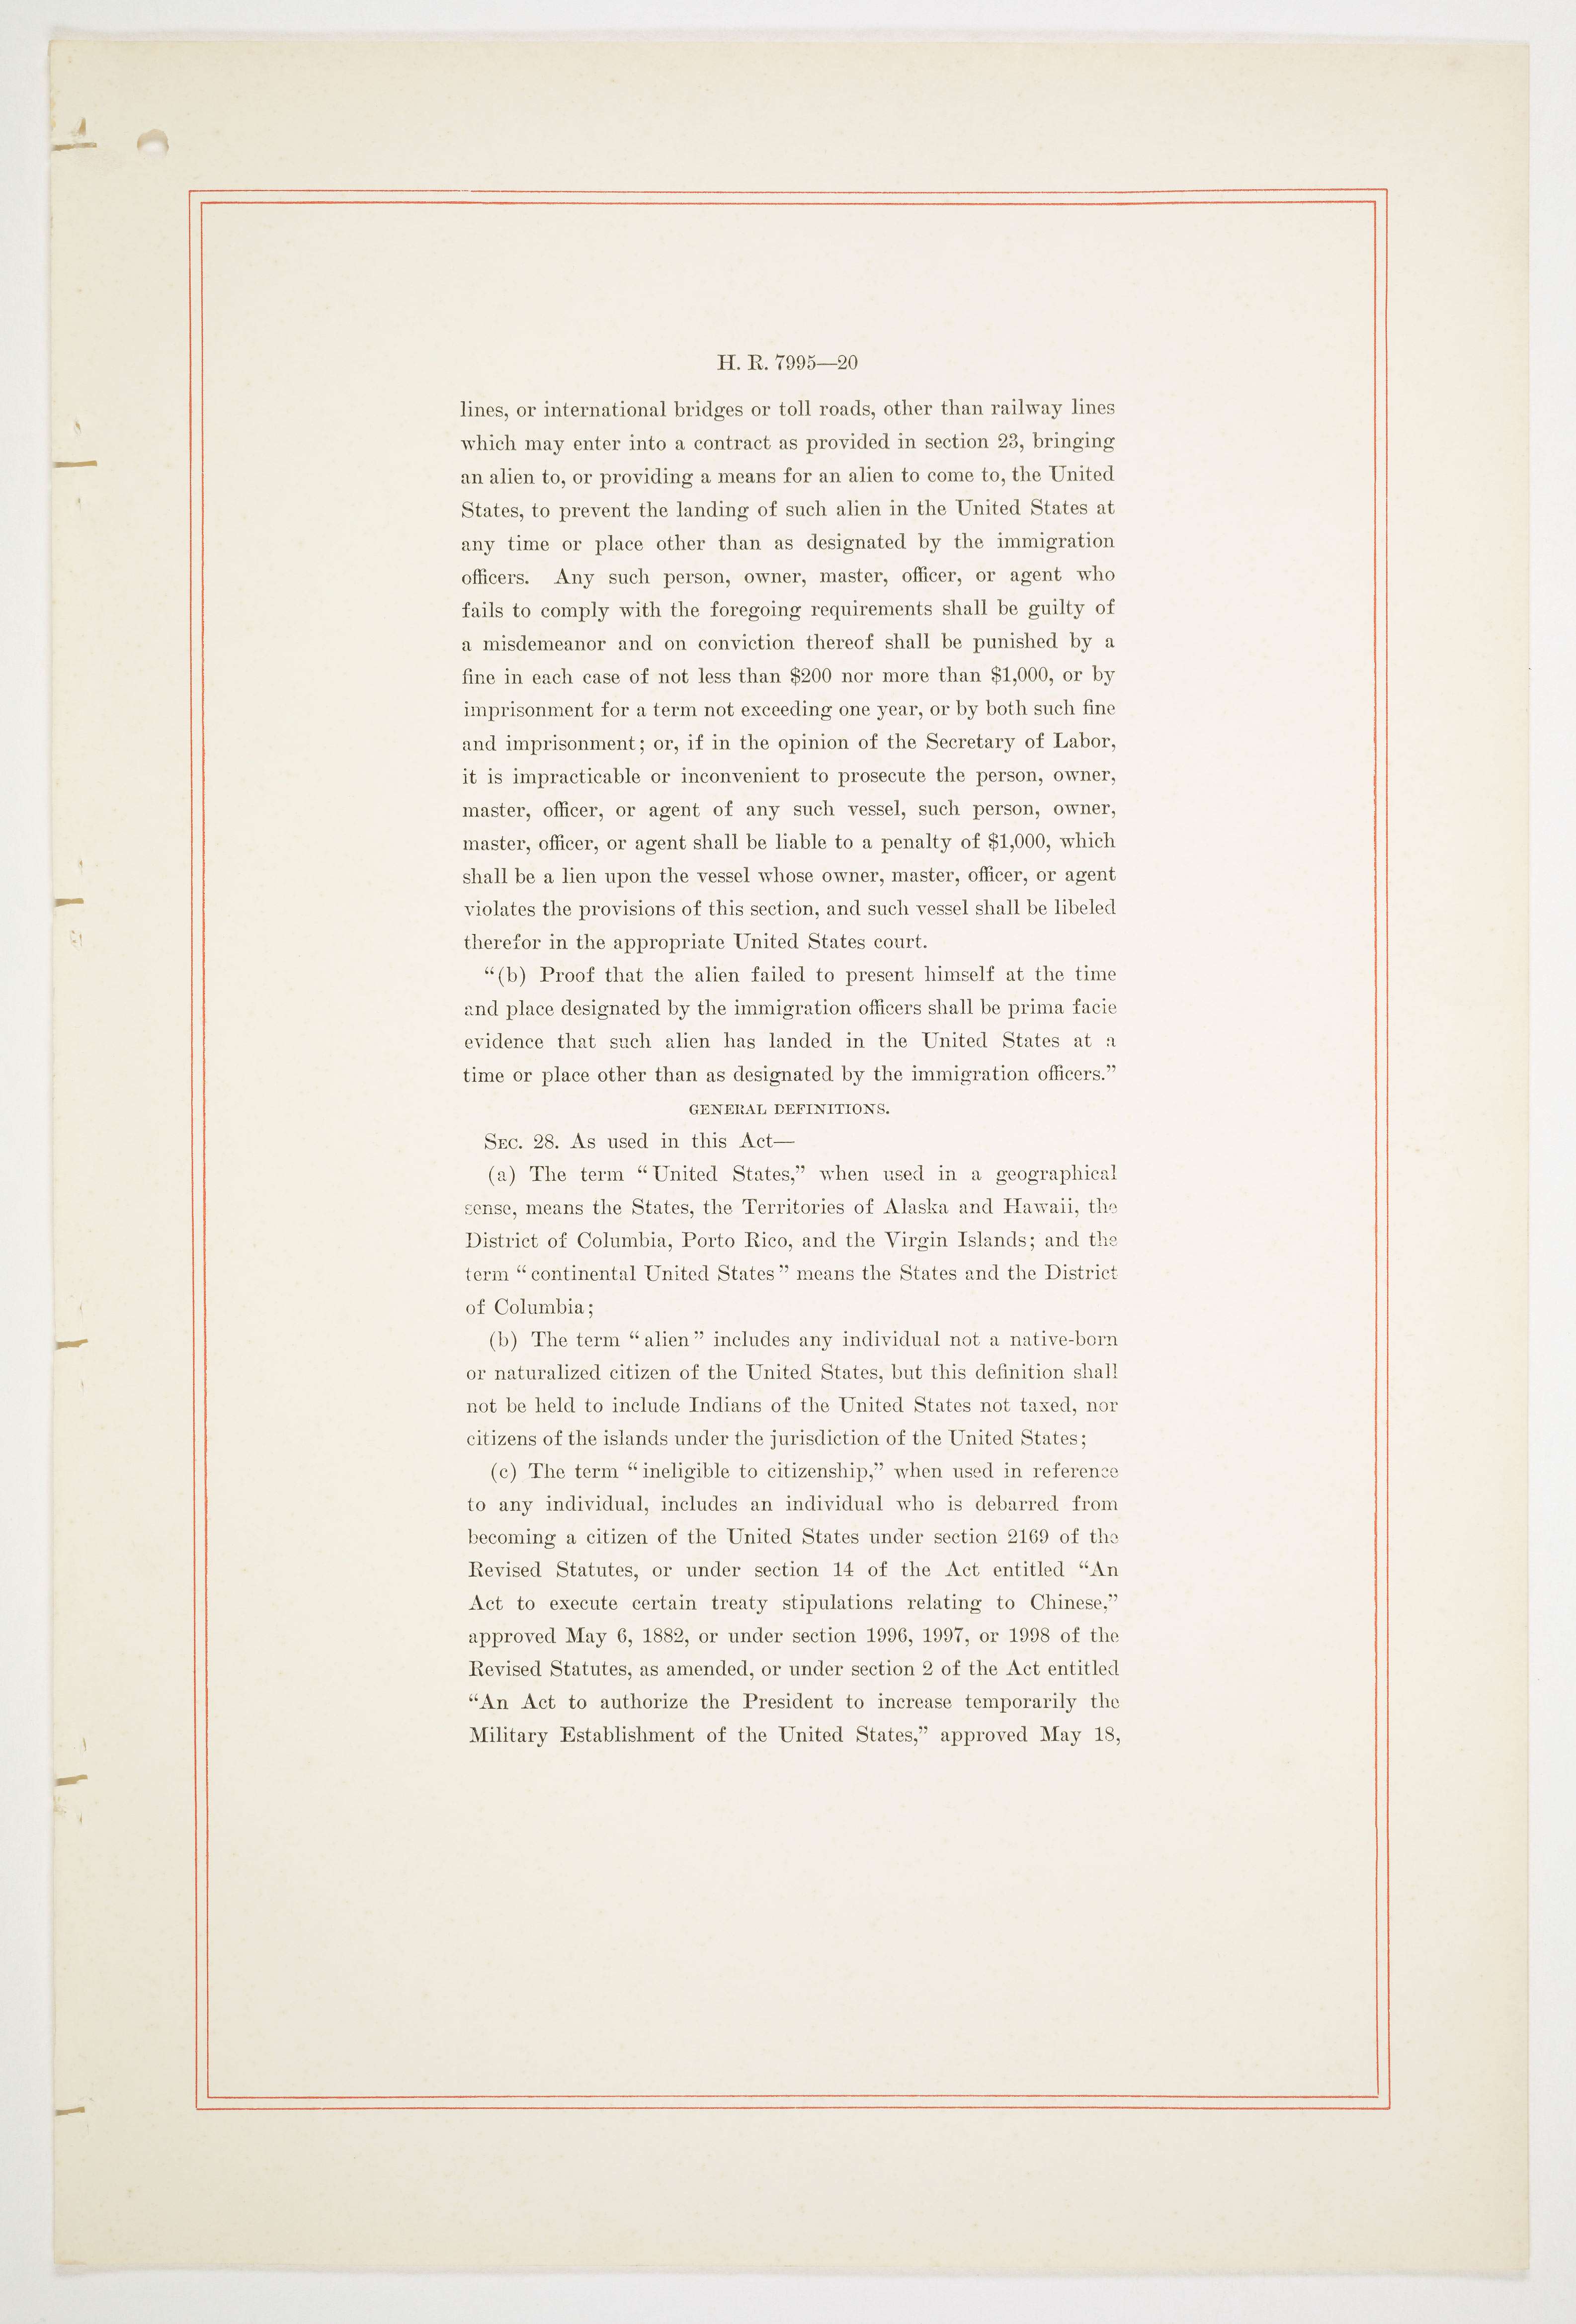 H. R. 7995—20
lines, or international bridges or toll roads, other than railway lines
which may enter into a contract as provided in section 23, bringing
an alien to, or providing a means for an alien to come to, the United
States, to prevent the landing of such alien in the United States at
any time or place other than as designated by the immigration
officers. Any such person, owner, master, officer, or agent who
fails to comply with the foregoing requirements shall be guilty of
a misdemeanor and on conviction thereof shall be punished by a
fine in each case of not less than $200 nor more than $1,000, or by
imprisonment for a term not exceeding one year, or by both such fine
and imprisonment; or, if in the opinion of the Secretary of Labor,
it is impracticable or inconvenient to prosecute the person, owner,
master, officer, or agent of any such vessel, such person, owner,
master, officer, or agent shall be liable to a penalty of $1,000, which
shall be a lien upon the vessel whose owner, master, officer, or agent
violates the provisions of this section, and such vessel shall be libeled
therefor in the appropriate United States court.
“(b) Proof that the alien failed to present himself at the time
and place designated by the immigration officers shall be prima facie
evidence that such alien has landed in the United States at a
time or place other than as designated by the immigration officers.”
GENERAL DEFINITIONS.
SEC. 28. As used in this Act—
(a) The term “United States,” when used in a geographical
sense, means the States, the Territories of Alaska and Hawaii, the
District of Columbia, Porto Rico, and the Virgin Islands; and the
term “continental United States” means the States and the District
of Columbia;
(b) The term “alien” includes any individual not a native-born
or naturalized citizen of the United States, but this definition shall
not be held to include Indians of the United States not taxed, nor
citizens of the islands under the jurisdiction of the United States;
(c) The term “ineligible to citizenship,” when used in reference
to any individual, includes an individual who is debarred from
becoming a citizen of the United States under section 2169 of the
Revised Statutes, or under section 14 of the Act entitled “An
Act to execute certain treaty stipulations relating to Chinese,”
approved May 6, 1882, or under section 1996, 1997, or 1998 of the
Revised Statutes, as amended, or under section 2 of the Act entitled
“An Act to authorize the President to increase temporarily the
Military Establishment of the United States,” approved May 18,